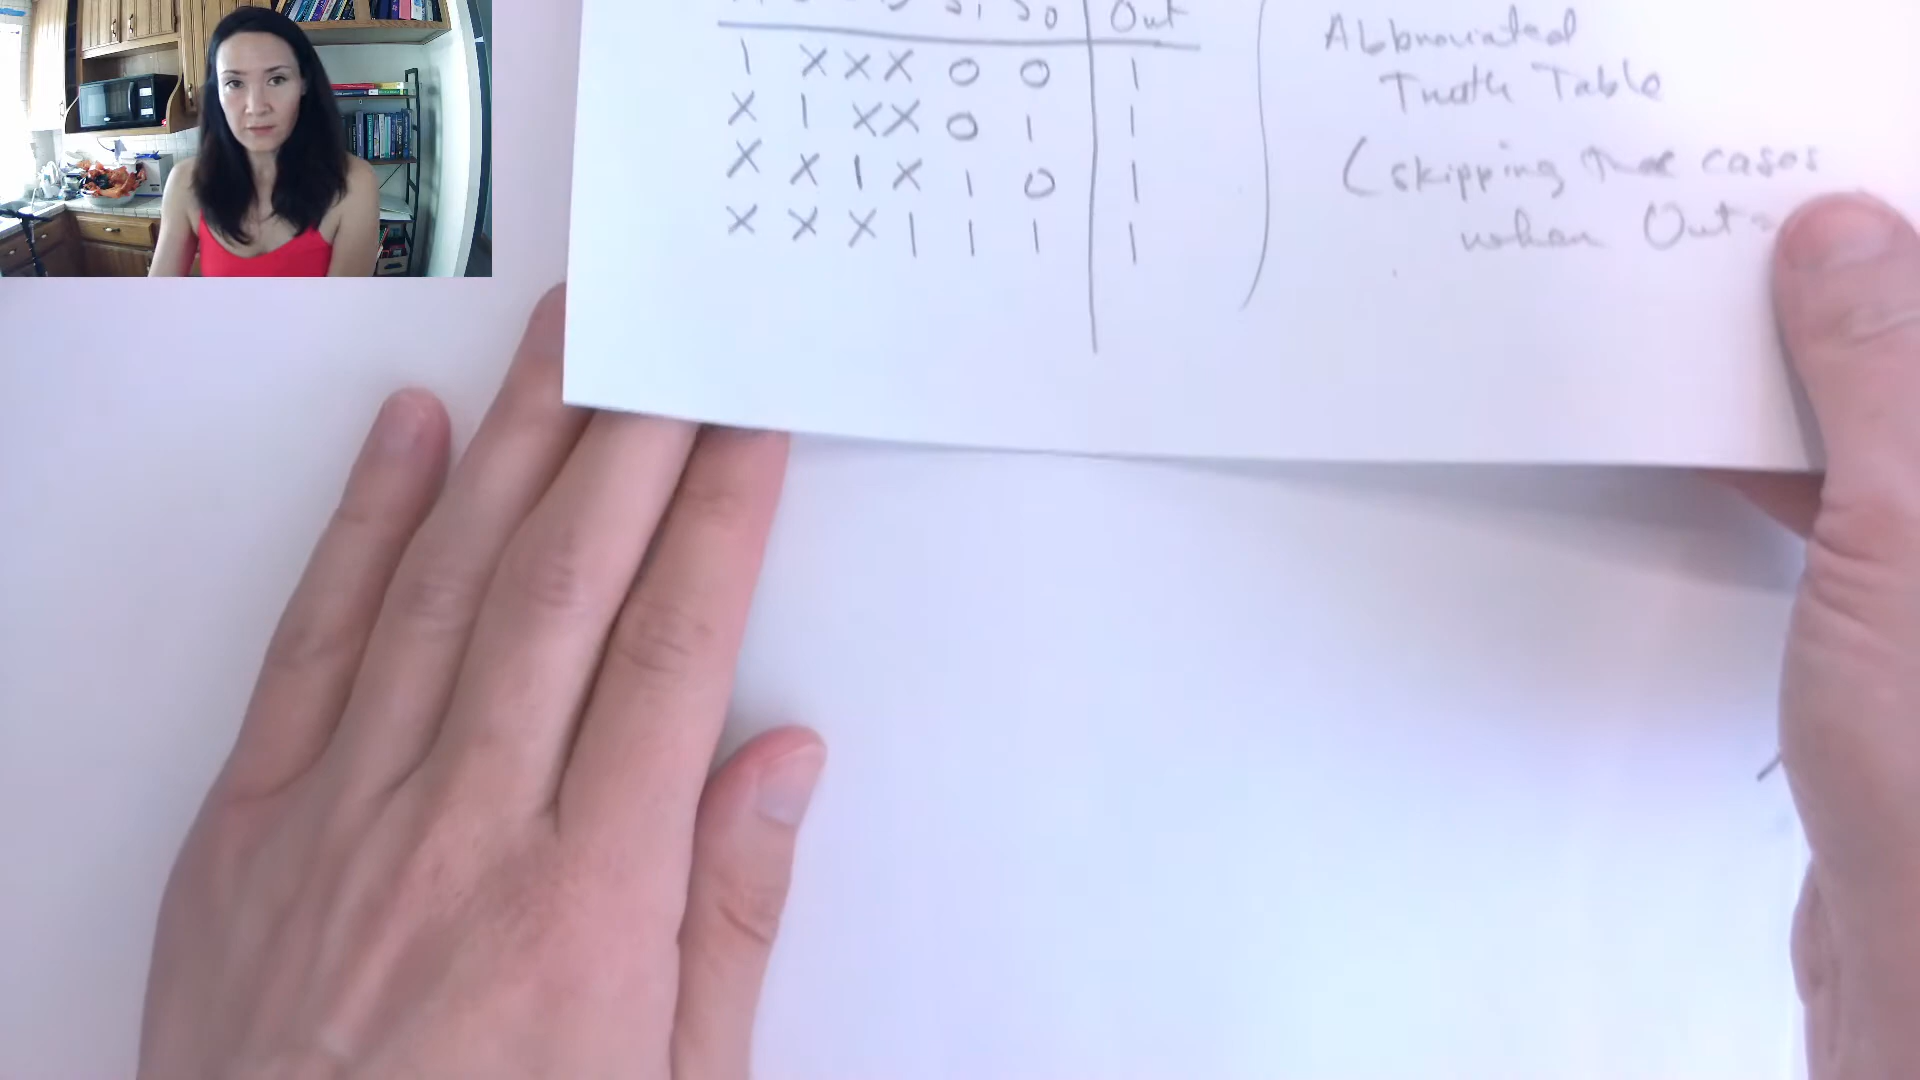 S1 S0 Out
1 X X X 0 0 1
X 1 X X 0 1 1
X X 1 X 1 0 1
X X X 1 1 1 1
Abbreviated
Truth Table
(skipping the cases
when Out =